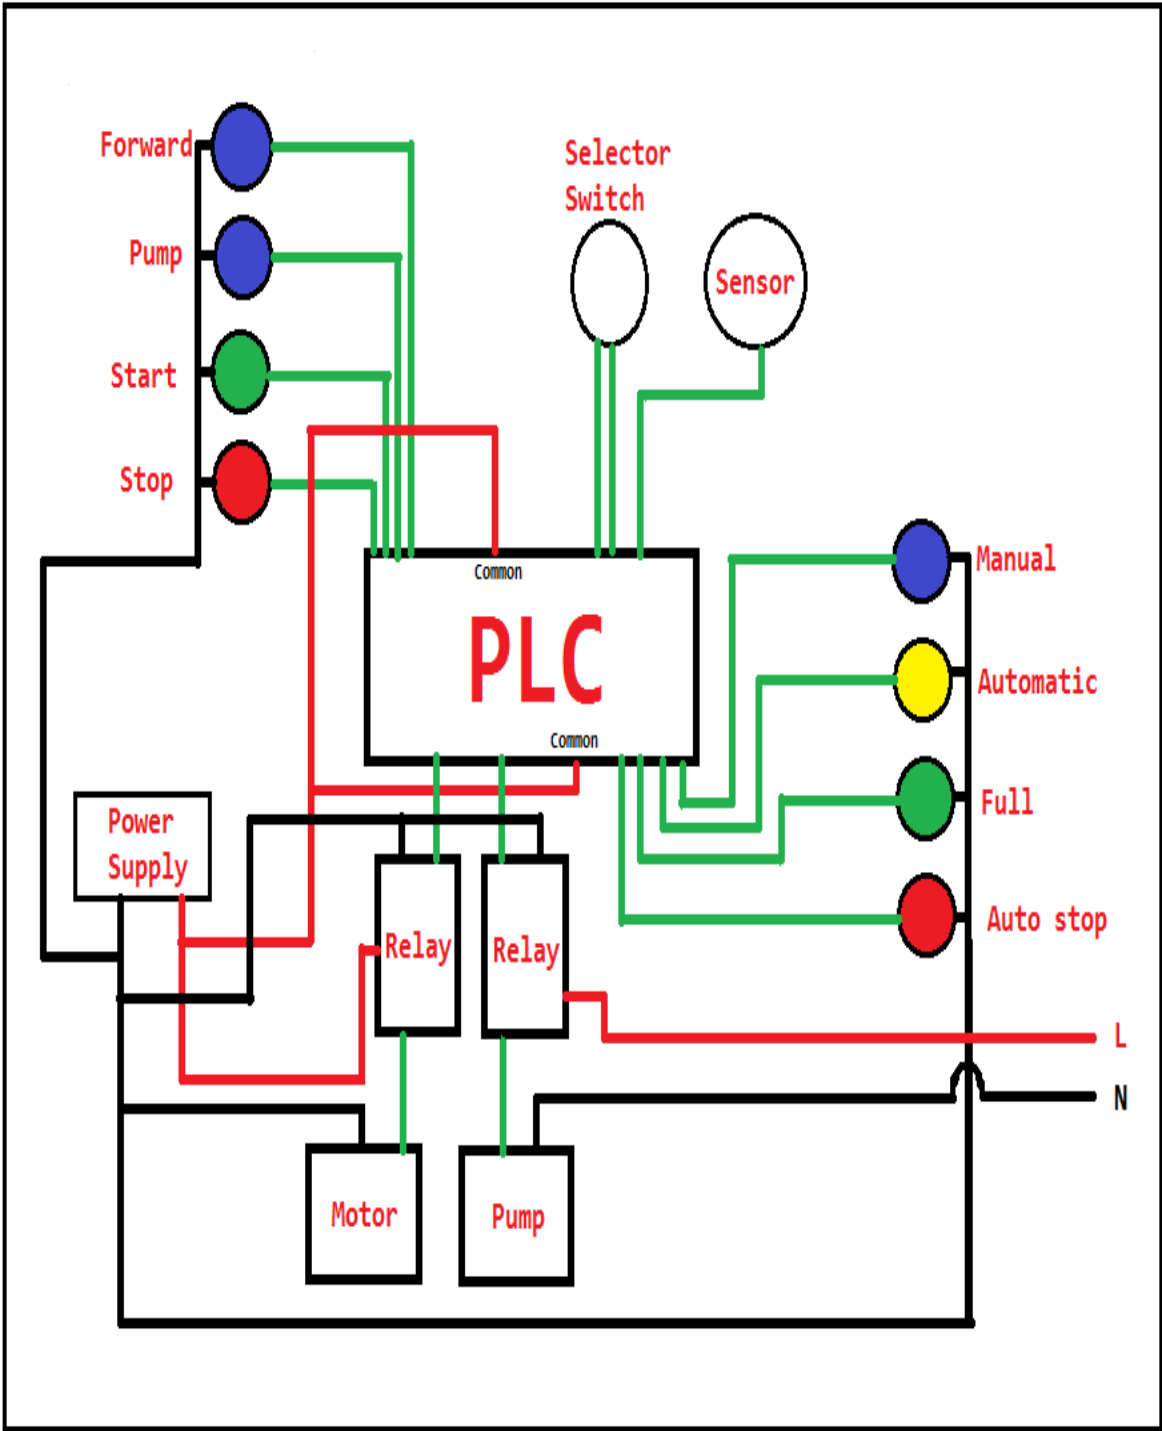 Forward
Selector
Switch
Pump
Sensor
Start
Stop
Common
Manual
PLC
Automatic
Common
Power
Supply
Full
Auto stop
Relay
Relay
L
N
Motor
Pump